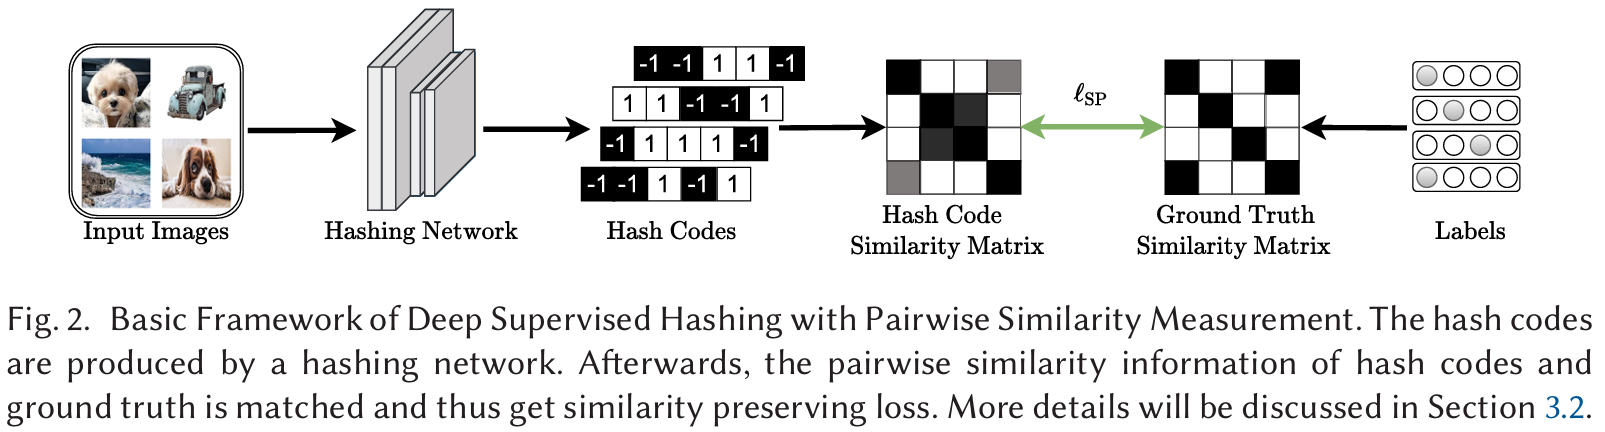 -1 -1 1 1 -1
1 1 -1 -1 1
-1 1 1 1 -1
-1 -1 1 -1 1
ℓSP
Input Images
Hashing Network
Hash Codes
Hash Code
Similarity Matrix
Ground Truth
Similarity Matrix
Labels
Fig. 2. Basic Framework of Deep Supervised Hashing with Pairwise Similarity Measurement. The hash codes
are produced by a hashing network. Afterwards, the pairwise similarity information of hash codes and
ground truth is matched and thus get similarity preserving loss. More details will be discussed in Section 3.2.